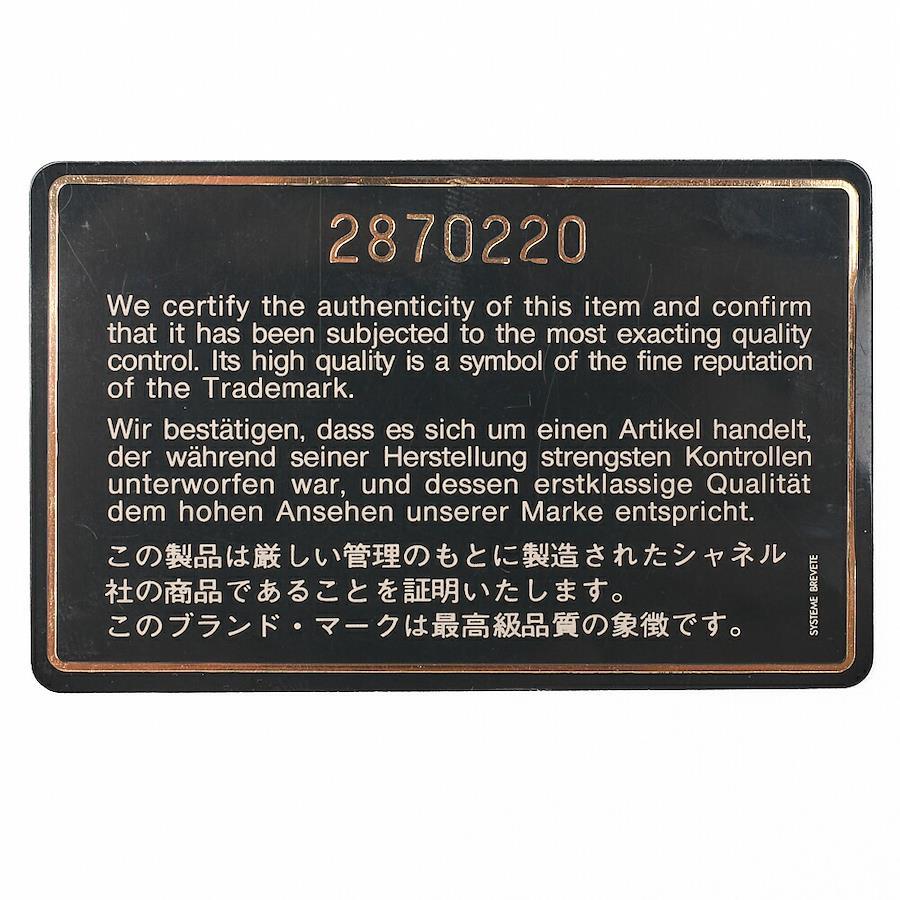 2870220
We certify the authenticity of this item and confirm
that it has been subjected to the most exacting quality
control. Its high quality is a symbol of the fine reputation
of the Trademark.
Wir bestätigen, dass es sich um einen Artikel handelt,
der während seiner Herstellung strengsten Kontrollen
unterworfen war, und dessen erstklassige Qualität
dem hohen Ansehen unserer Marke entspricht.
この製品は厳しい管理のもとに製造されたシャネル
社の商品であることを証明いたします。
このブランド・マークは最高級品質の象徴です。
SYSTEME BREVETE